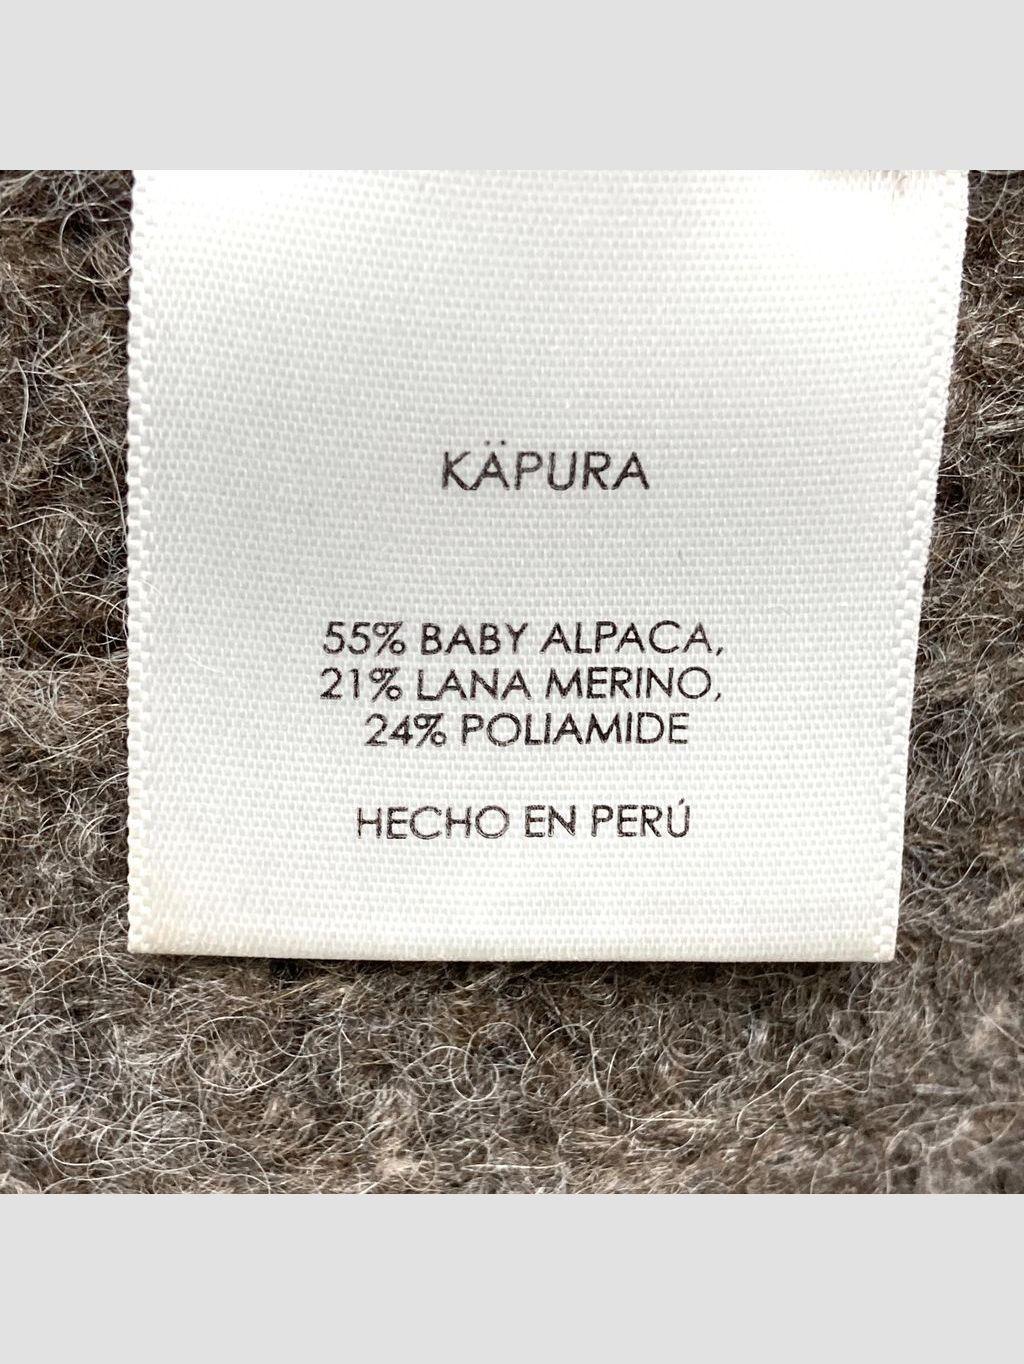 KÄPURA
55% BABY ALPACA,
21% LANA MERINO,
24% POLIAMIDE
HECHO EN PERÚ